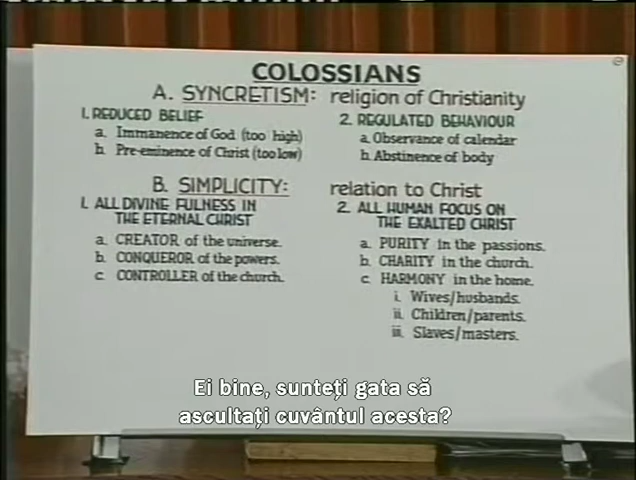 COLOSSIANS
A. SYNCRETISM: religion of Christianity
1. REDUCED BELIEF
a. Immanence of God (too high)
b. Pre-eminence of Christ (too low)
2. REGULATED BEHAVIOUR
a. Observance of calendar
b. Abstinence of body
B. SIMPLICITY: relation to Christ
1. ALL DIVINE FULNESS IN
THE ETERNAL CHRIST
a. CREATOR of the universe.
b. CONQUEROR of the powers.
c. CONTROLLER of the church.
2. ALL HUMAN FOCUS ON
THE EXALTED CHRIST
a. PURITY in the passions.
b. CHARITY in the church.
c. HARMONY in the home.
i. Wives/husbands.
ii. Children/parents.
iii. Slaves/masters.
Ei bine, sunteți gata să
ascultați cuvântul acesta?